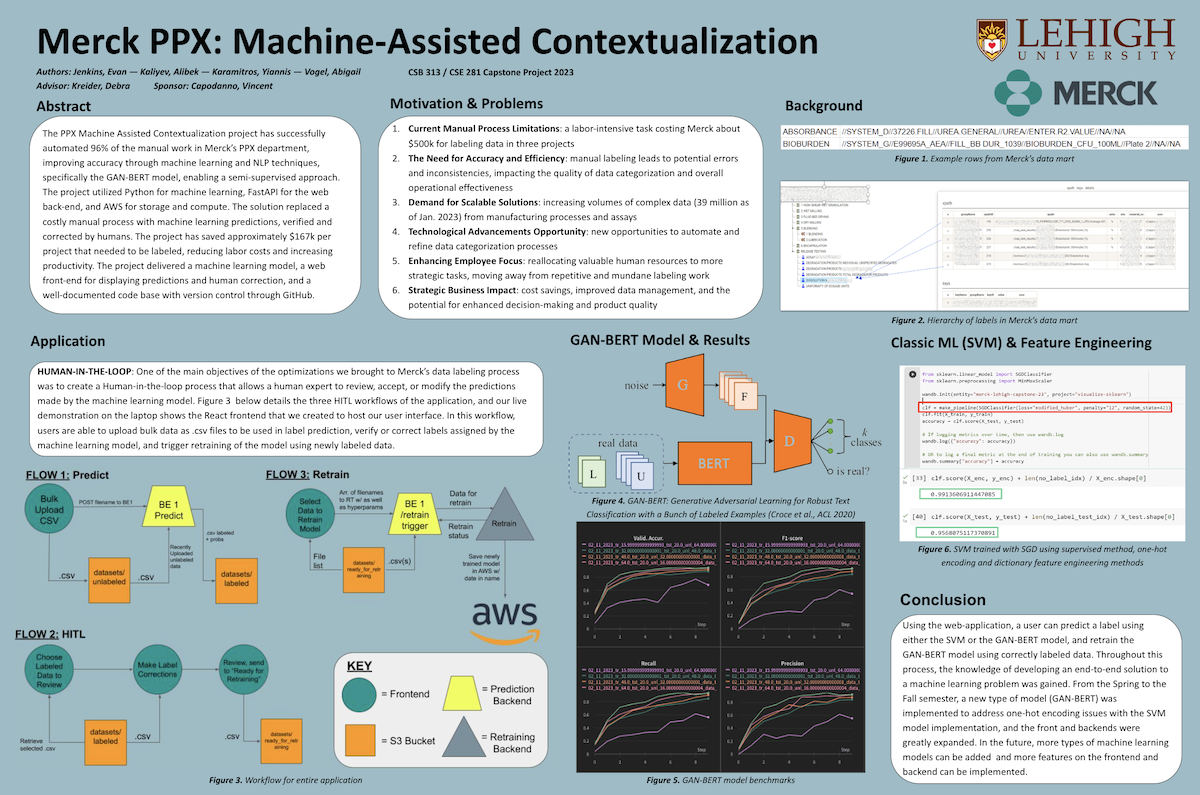 Merck PPX: Machine-Assisted Contextualization
Authors: Jenkins, Evan — Kaliyev, Alibek — Karamitros, Yiannis — Vogel, Abigail
CSB 313 / CSE 281 Capstone Project 2023
Advisor: Kreider, Debra Sponsor: Capodanno, Vincent
LEHIGH
UNIVERSITY
MERCK
Abstract
The PPX Machine Assisted Contextualization project has successfully
automated 96% of the manual work in Merck's PPX department,
improving accuracy through machine learning and NLP techniques,
specifically the GAN-BERT model, enabling a semi-supervised approach.
The project utilized Python for machine learning, FastAPI for the web
back-end, and AWS for storage and compute. The solution replaced a
costly manual process with machine learning predictions, verified and
corrected by humans. The project has saved approximately $167k per
project that needed to be labeled, reducing labor costs and increasing
productivity. The project delivered a machine learning model, a web
front-end for displaying predictions and human correction, and a
well-documented code base with version control through GitHub.
Motivation & Problems
1. Current Manual Process Limitations: a labor-intensive task costing Merck about
$500k for labeling data in three projects
2. The Need for Accuracy and Efficiency: manual labeling leads to potential errors
and inconsistencies, impacting the quality of data categorization and overall
operational effectiveness
3. Demand for Scalable Solutions: increasing volumes of complex data (39 million as
of Jan. 2023) from manufacturing processes and assays
4. Technological Advancements Opportunity: new opportunities to automate and
refine data categorization processes
5. Enhancing Employee Focus: reallocating valuable human resources to more
strategic tasks, moving away from repetitive and mundane labeling work
6. Strategic Business Impact: cost savings, improved data management, and the
potential for enhanced decision-making and product quality
Background
ABSORBANCE //SYSTEM_D//37226.FILL//UREA.GENERAL//UREA//ENTER.R2.VALUE//NA//NA
BIOBURDEN //SYSTEM_G//E99695A_AEA//FILL_BB DUR_1039//BIOBURDEN_CFU_100ML//Plate 2//NA//NA
Figure 1. Example rows from Merck's data mart
Figure 2. Hierarchy of labels in Merck's data mart
Application
HUMAN-IN-THE-LOOP: One of the main objectives of the optimizations we brought to Merck's data labeling process
was to create a Human-in-the-loop process that allows a human expert to review, accept, or modify the predictions
made by the machine learning model. Figure 3 below details the three HITL workflows of the application, and our live
demonstration on the laptop shows the React frontend that we created to host our user interface. In this workflow,
users are able to upload bulk data as .csv files to be used in label prediction, verify or correct labels assigned by the
machine learning model, and trigger retraining of the model using newly labeled data.
FLOW 1: Predict
Bulk
Upload
CSV
POST filename to BE1
BE 1
Predict
.CSV
datasets/
unlabeled
.CSV
Recently
Uploaded
unlabeled
data
.csv labeled
+ probs
datasets/
labeled
FLOW 3: Retrain
Select
Data to
Retrain
Model
Arr. of filenames
to RT w/ as well
as hyperparams
BE 1
/retrain
trigger
Data for
retrain
Retrain
status
Retrain
File
list
datasets/
ready_for_retr
aining
.csv(s)
Save newly
trained model
in AWS w/
date in name
aws
FLOW 2: HITL
Choose
Labeled
Data to
Review
Make Label
Corrections
Review, send
to "Ready for
Retraining"
Retrieve
selected .csv
datasets/
labeled
.CSV
.CSV
datasets/
ready_for_retr
aining
KEY
= Frontend
= Prediction
Backend
= S3 Bucket
= Retraining
Backend
Figure 3. Workflow for entire application
GAN-BERT Model & Results
noise
G
F
real data
L
U
BERT
D
k
classes
is real?
Figure 4. GAN-BERT: Generative Adversarial Learning for Robust Text
Classification with a Bunch of Labeled Examples (Croce et al., ACL 2020)
Valid. Accur.
F1-score
Recall
Precision
Step
Step
Step
Step
Figure 5. GAN-BERT model benchmarks
Classic ML (SVM) & Feature Engineering
from sklearn.linear_model import SGDClassifier
from sklearn.preprocessing import MinMaxScaler
wandb.init(entity="merck-lehigh-capstone-23", project="visualize-sklearn")
clf = make_pipeline(SGDClassifier(loss="modified_huber", penalty="l2", random_state=42))
clf.fit(X_train, y_train)
accuracy = clf.score(X_test, y_test)
# If logging metrics over time, then use wandb.log
wandb.log({"accuracy": accuracy})
# OR to log a final metric at the end of training you can also use wandb.summary
wandb.summary["accuracy"] = accuracy
[33] clf.score(X_enc, y_enc) + len(no_label_idx) / X_enc.shape[0]
0.9913606911447085
[40] clf.score(X_test, y_test) + len(no_label_test_idx) / X_test.shape[0]
0.9568075117370891
Figure 6. SVM trained with SGD using supervised method, one-hot
encoding and dictionary feature engineering methods
Conclusion
Using the web-application, a user can predict a label using
either the SVM or the GAN-BERT model, and retrain the
GAN-BERT model using correctly labeled data. Throughout this
process, the knowledge of developing an end-to-end solution to
a machine learning problem was gained. From the Spring to the
Fall semester, a new type of model (GAN-BERT) was
implemented to address one-hot encoding issues with the SVM
model implementation, and the front and backends were
greatly expanded. In the future, more types of machine learning
models can be added and more features on the frontend and
backend can be implemented.